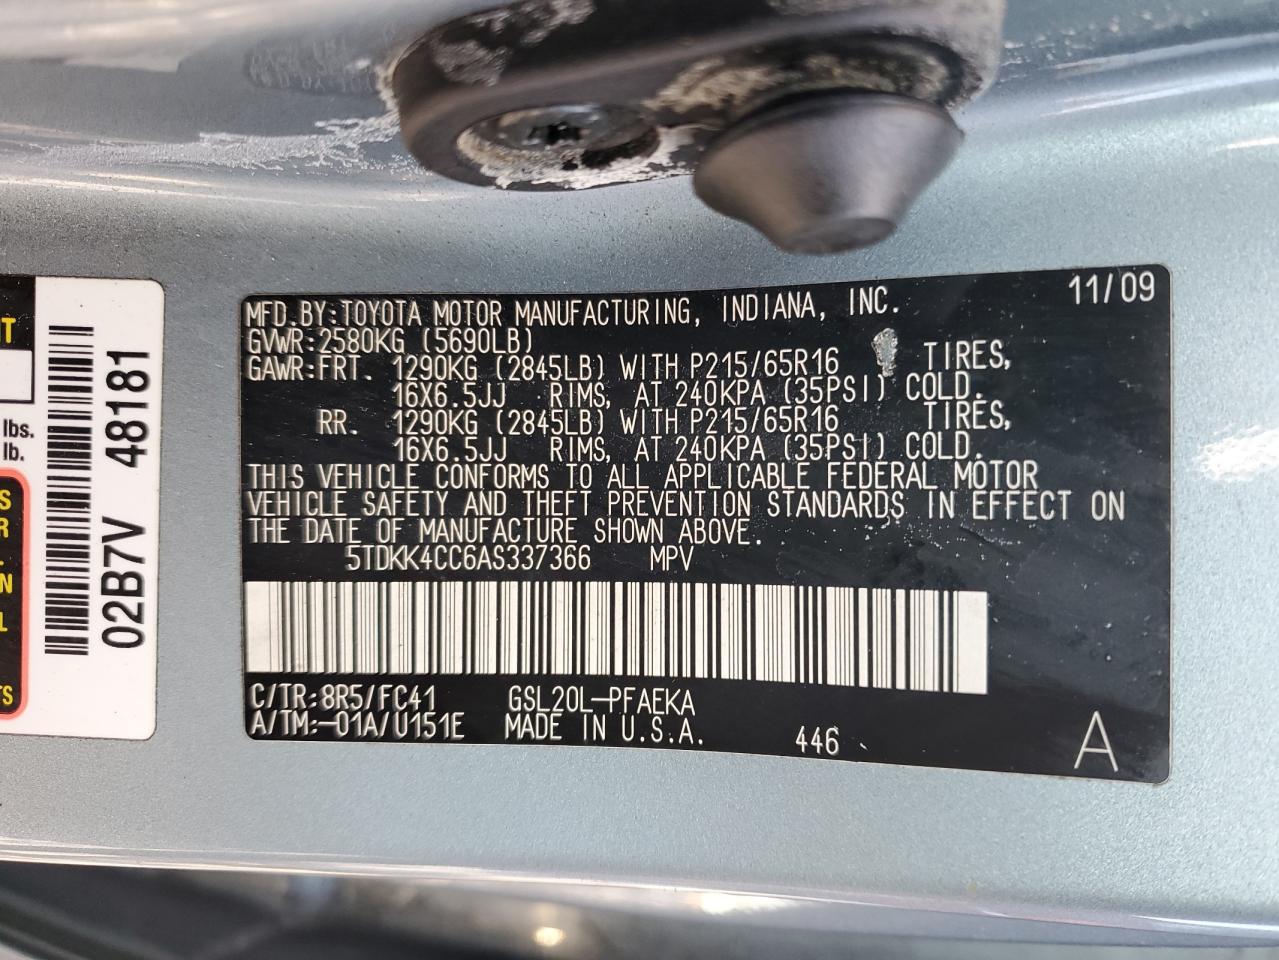 11/09
MFD.BY:TOYOTA MOTOR MANUFACTURING, INDIANA, INC.
GVWR:2580KG (5690LB)
GAWR:FRT. 1290KG (2845LB) WITH P215/65R16 TIRES,
16X6.5JJ RIMS, AT 240KPA (35PSI) COLD.
RR. 1290KG (2845LB) WITH P215/65R16 TIRES,
16X6.5JJ RIMS, AT 240KPA (35PSI) COLD.
THIS VEHICLE CONFORMS TO ALL APPLICABLE FEDERAL MOTOR
VEHICLE SAFETY AND THEFT PREVENTION STANDARDS IN EFFECT ON
THE DATE OF MANUFACTURE SHOWN ABOVE.
5TDKK4CC6AS337366 MPV
C/TR:8R5/FC41 GSL20L-PFAEKA
A/TM:-01A/U151E MADE IN U.S.A.
446
A
02B7V 48181
lbs.
lb.